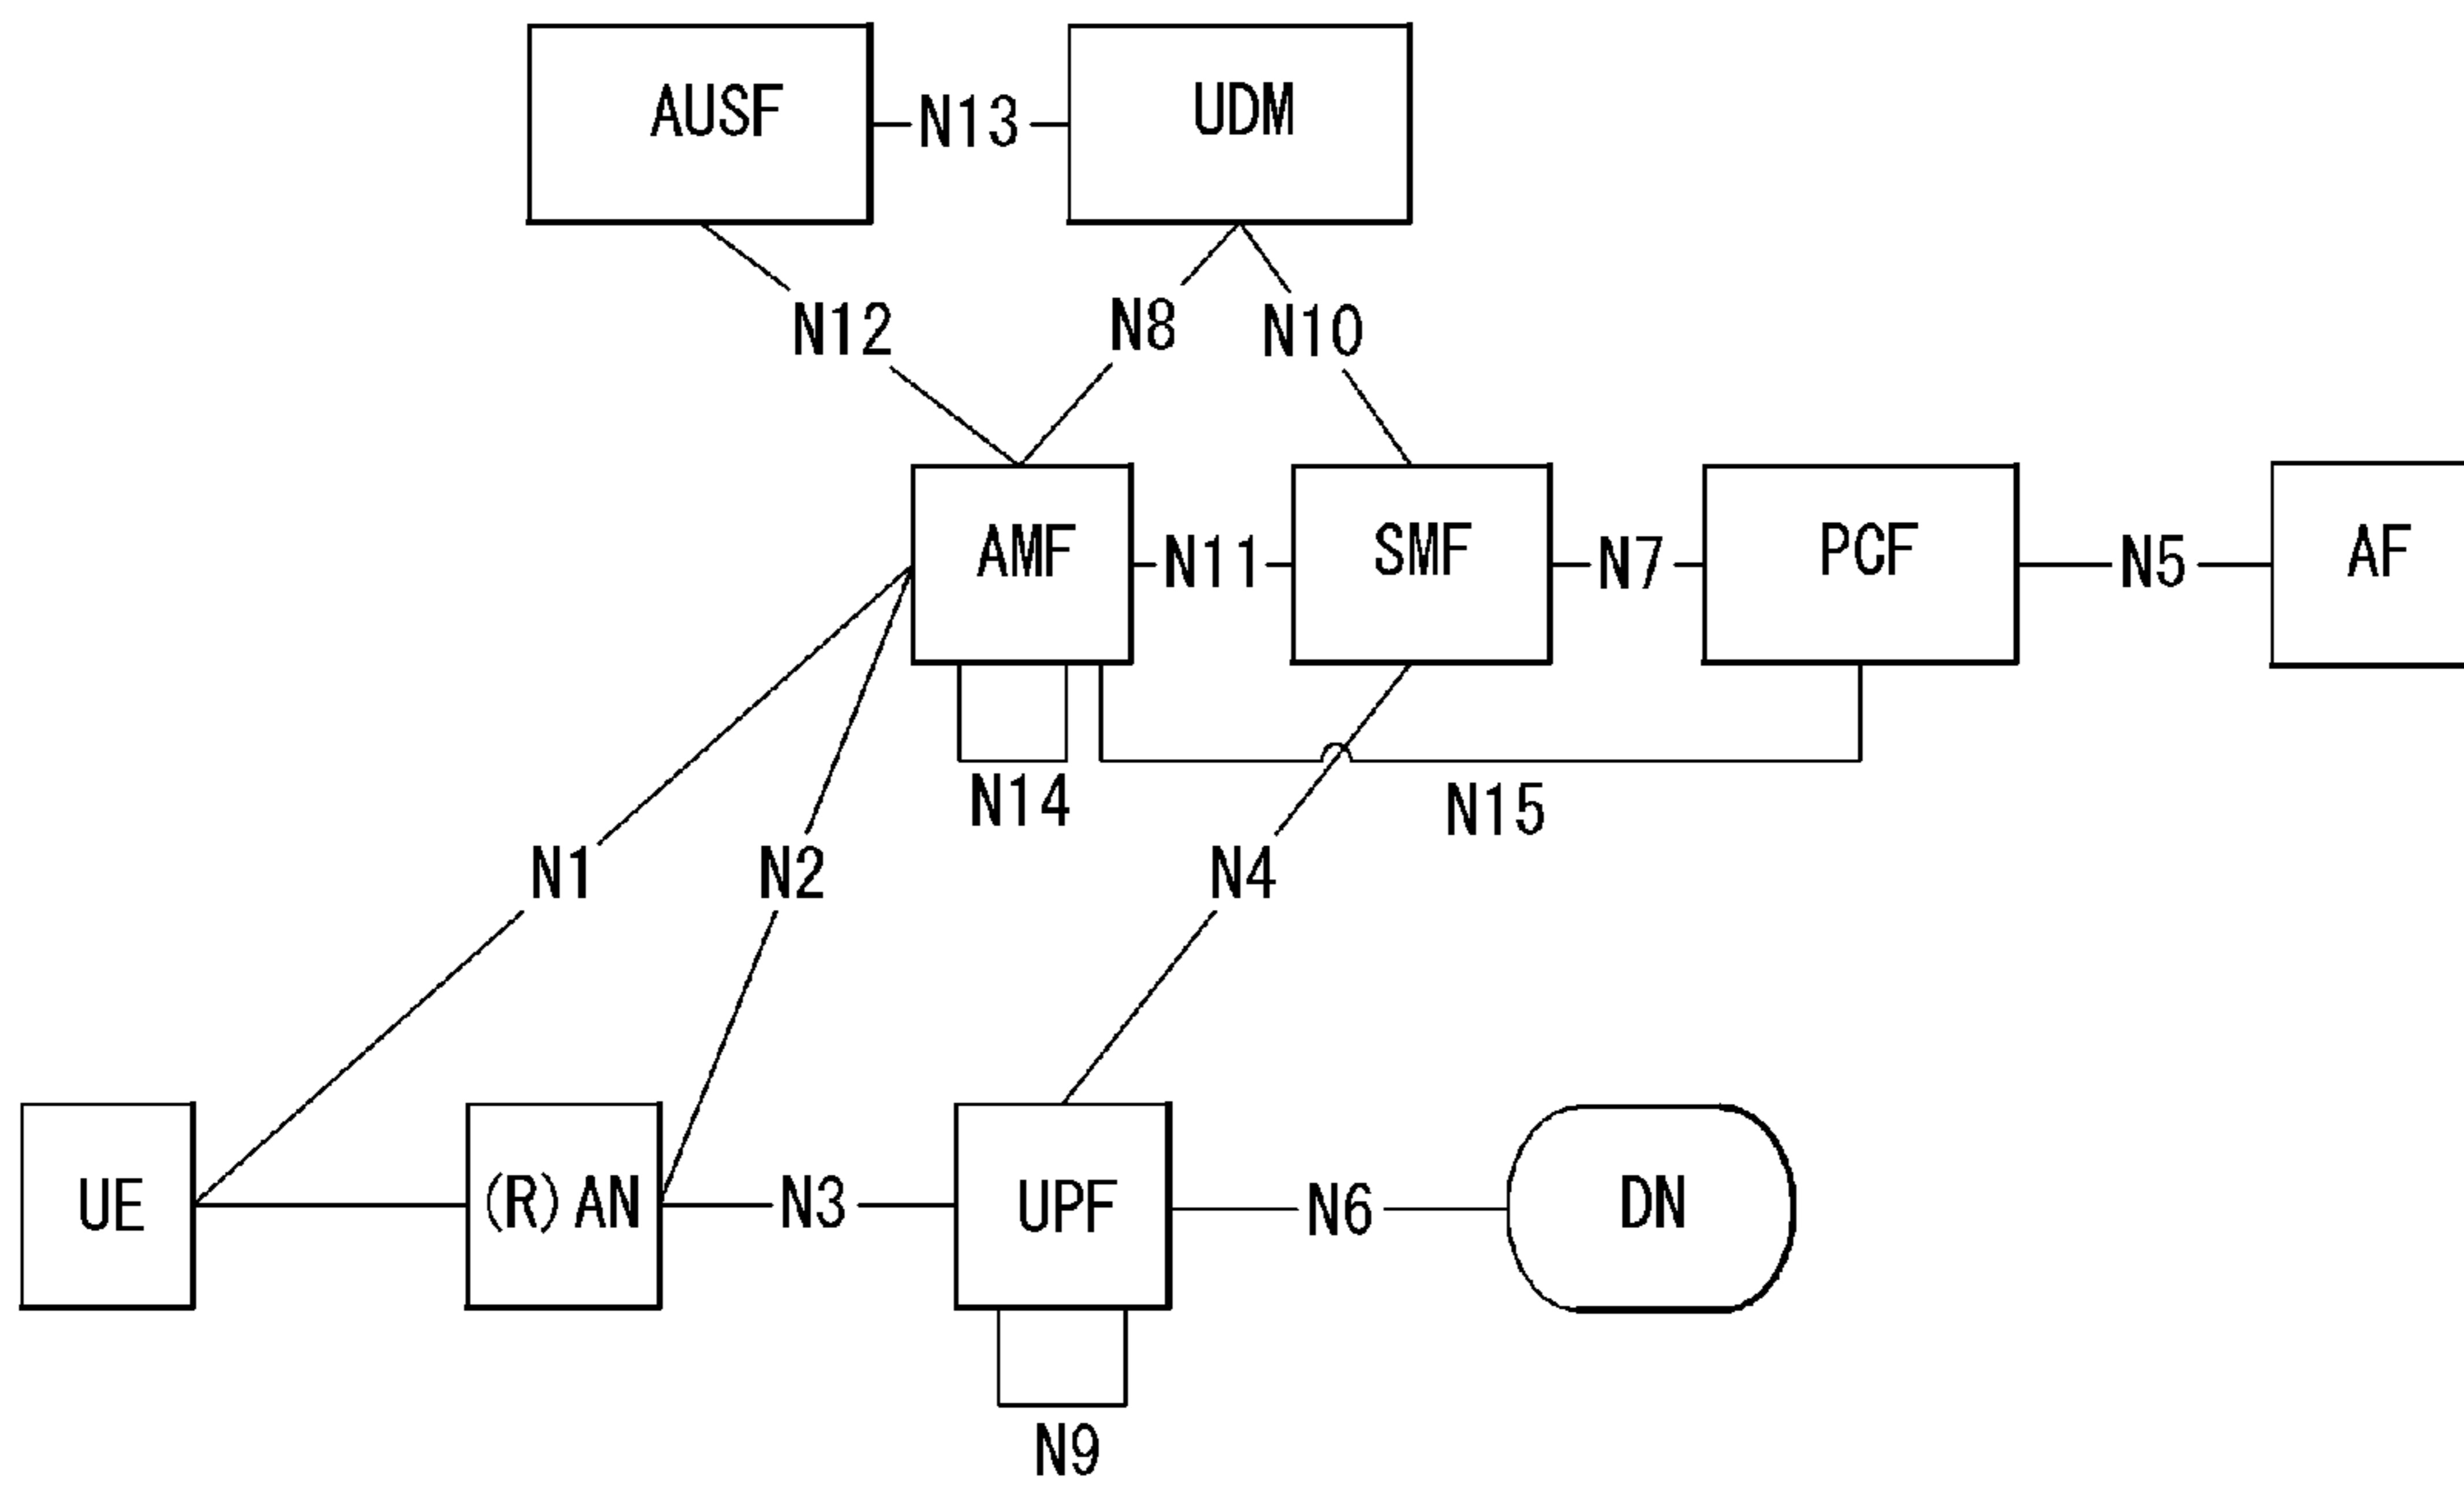 AUSF N13 UDM
N12 N8 N10
AMF N11 SMF N7 PCF N5 AF
N14 N15
N1 N2 N4
UE (R)AN N3 UPF N6 DN
N9